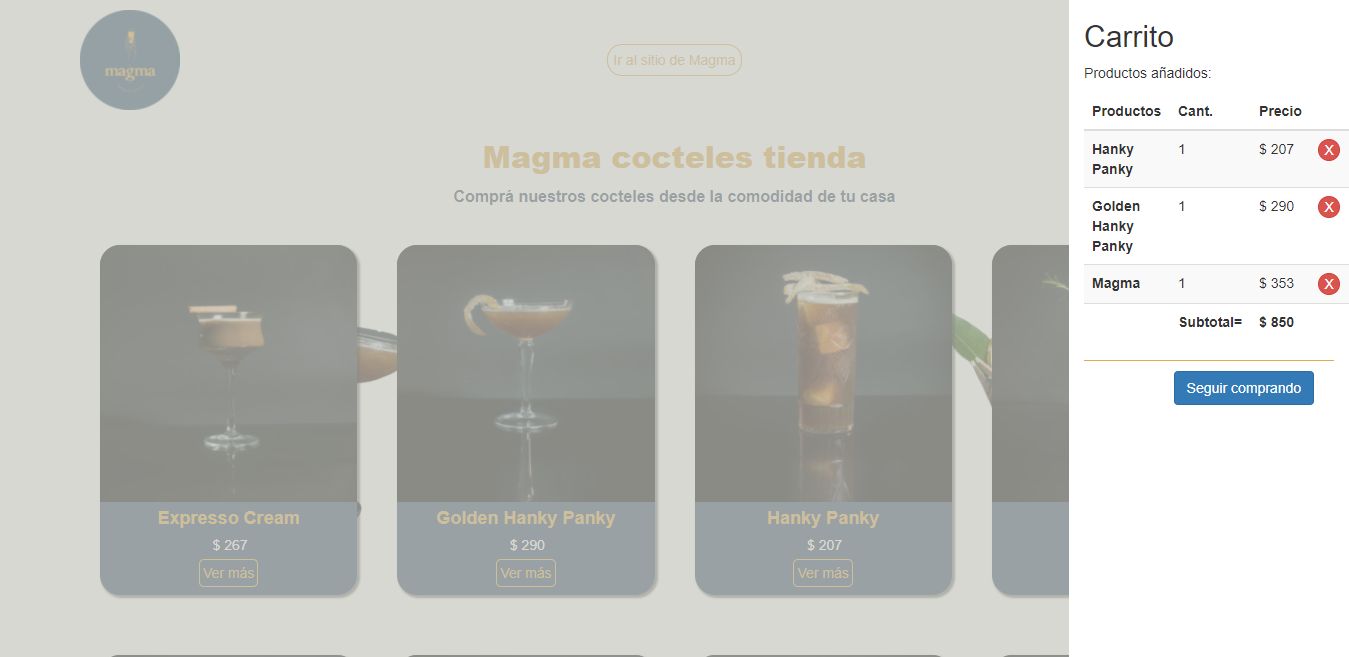 magma
Ir al sitio de Magma
Magma cocteles tienda
Comprá nuestros cocteles desde la comodidad de tu casa
Expresso Cream
$ 267
Ver más
Golden Hanky Panky
$ 290
Ver más
Hanky Panky
$ 207
Ver más
Carrito
Productos añadidos:
Productos Cant. Precio
Hanky 1 $ 207 X
Panky
Golden 1 $ 290 X
Hanky
Panky
Magma 1 $ 353 X
Subtotal= $ 850
Seguir comprando